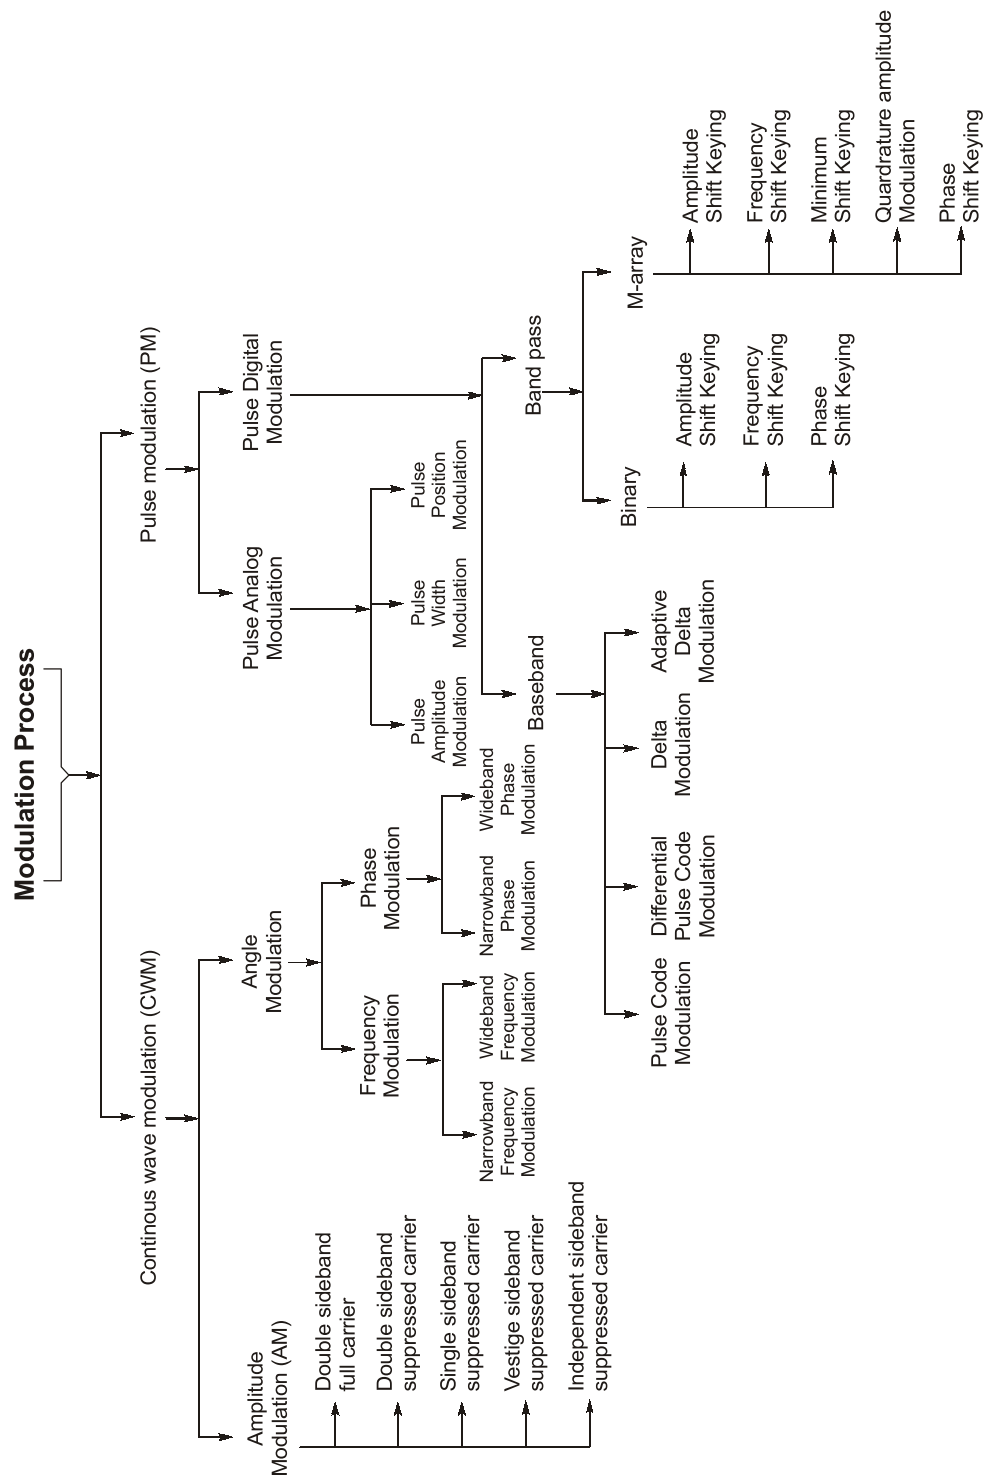 Modulation Process
Continous wave modulation (CWM)
Pulse modulation (PM)
Amplitude
Modulation (AM)
Angle
Modulation
Pulse Analog
Modulation
Pulse Digital
Modulation
Double sideband
full carrier
Double sideband
suppressed carrier
Single sideband
suppressed carrier
Vestige sideband
suppressed carrier
Independent sideband
suppressed carrier
Frequency
Modulation
Phase
Modulation
Narrowband
Frequency
Modulation
Wideband
Frequency
Modulation
Narrowband
Phase
Modulation
Wideband
Phase
Modulation
Pulse
Amplitude
Modulation
Pulse
Width
Modulation
Pulse
Position
Modulation
Baseband
Band pass
Pulse Code
Modulation
Differential
Pulse Code
Modulation
Delta
Modulation
Adaptive
Delta
Modulation
Binary
M-array
Amplitude
Shift Keying
Frequency
Shift Keying
Phase
Shift Keying
Amplitude
Shift Keying
Frequency
Shift Keying
Minimum
Shift Keying
Quardrature amplitude
Modulation
Phase
Shift Keying